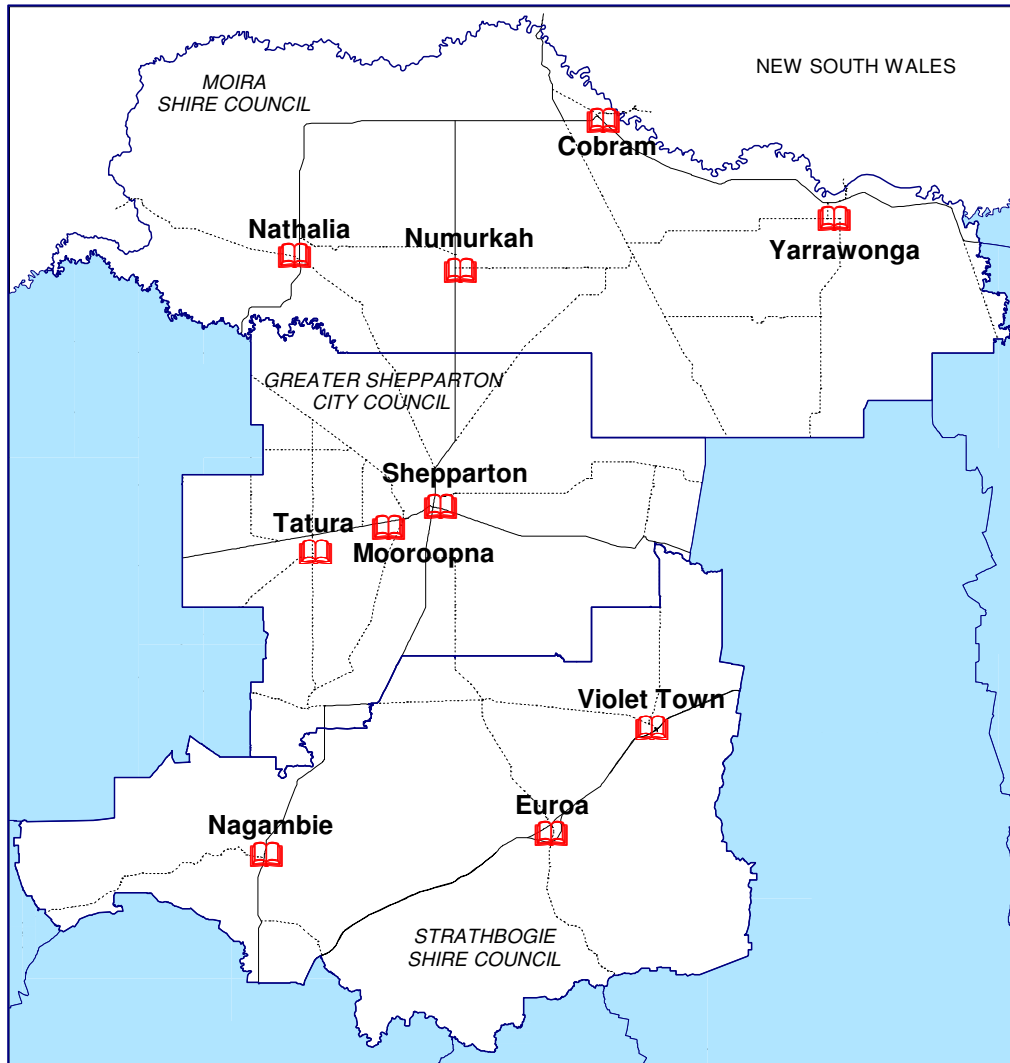 MOIRA
SHIRE COUNCIL
NEW SOUTH WALES
Cobram
Nathalia
Numurkah
Yarrawonga
GREATER SHEPPARTON
CITY COUNCIL
Shepparton
Tatura
Mooroopna
Violet Town
Euroa
Nagambie
STRATHBOGIE
SHIRE COUNCIL